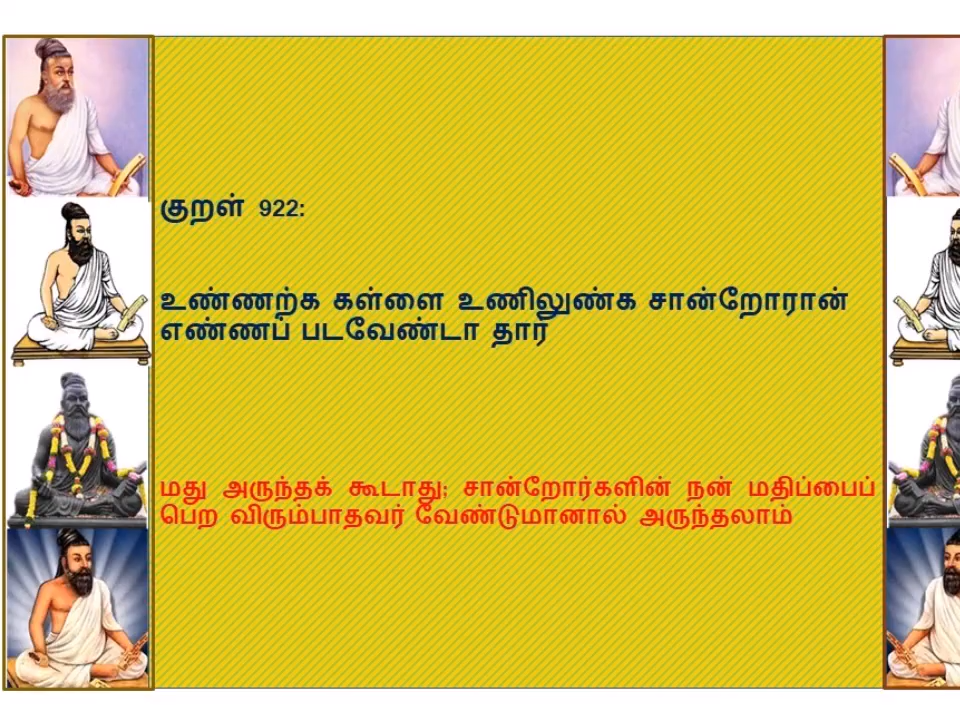 குறள் 922:
உண்ணற்க கள்ளை உணிலுண்க சான்றோரான்
எண்ணப் படவேண்டா தார்
மது அருந்தக் கூடாது; சான்றோர்களின் நன் மதிப்பைப்
பெற விரும்பாதவர் வேண்டுமானால் அருந்தலாம்